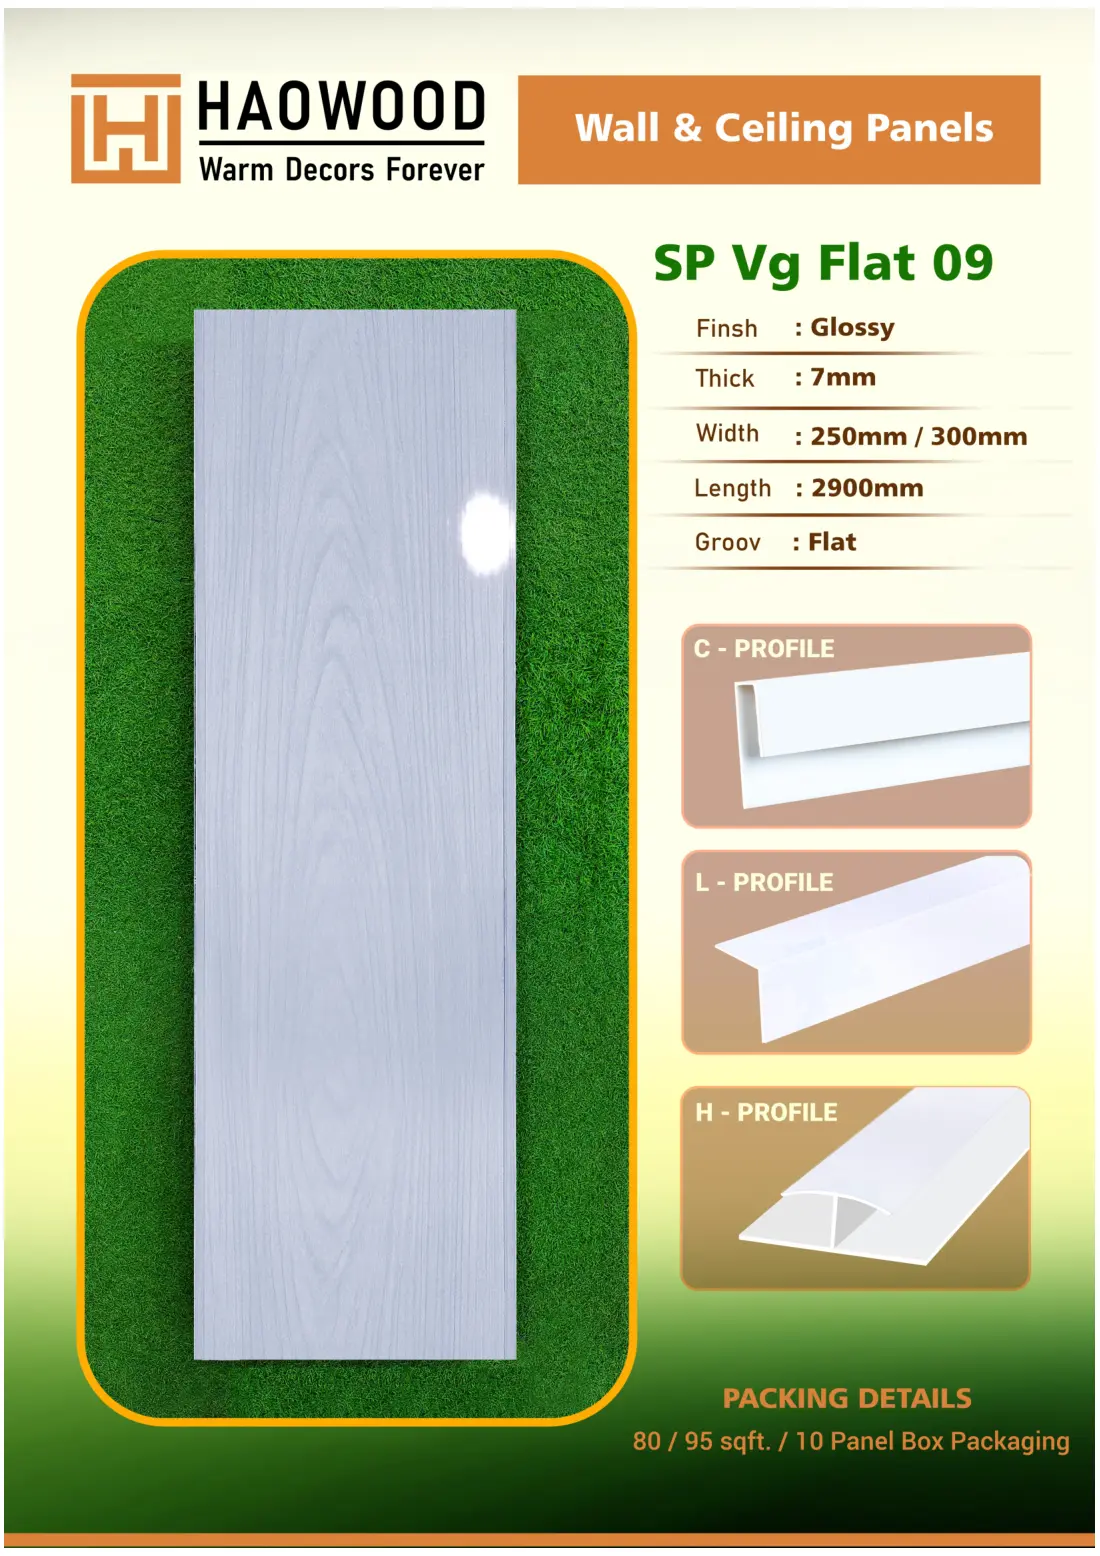 HAOWOOD
Warm Decors Forever
Wall & Ceiling Panels
SP Vg Flat 09
Finsh : Glossy
Thick : 7mm
Width : 250mm / 300mm
Length : 2900mm
Groov : Flat
C - PROFILE
L - PROFILE
H - PROFILE
PACKING DETAILS
80 / 95 sqft. / 10 Panel Box Packaging